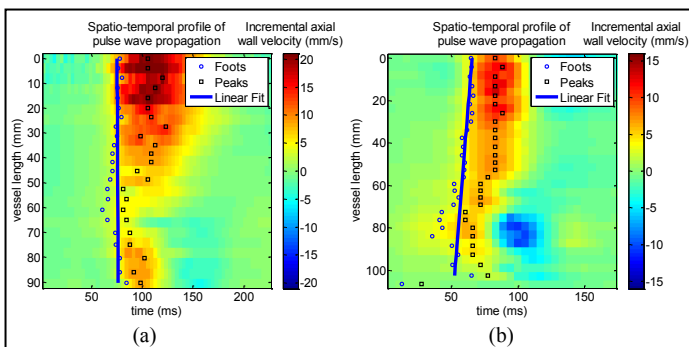 Spatio-temporal profile of
pulse wave propagation
Incremental axial
wall velocity (mm/s)
Foots
Peaks
Linear Fit
0
10
20
30
40
50
60
70
80
90
vessel length (mm)
50 100 150 200
time (ms)
20
15
10
5
0
-5
-10
-15
-20
(a)
Spatio-temporal profile of
pulse wave propagation
Incremental axial
wall velocity (mm/s)
Foots
Peaks
Linear Fit
0
20
40
60
80
100
vessel length (mm)
50 100 150
time (ms)
15
10
5
0
-5
-10
-15
(b)